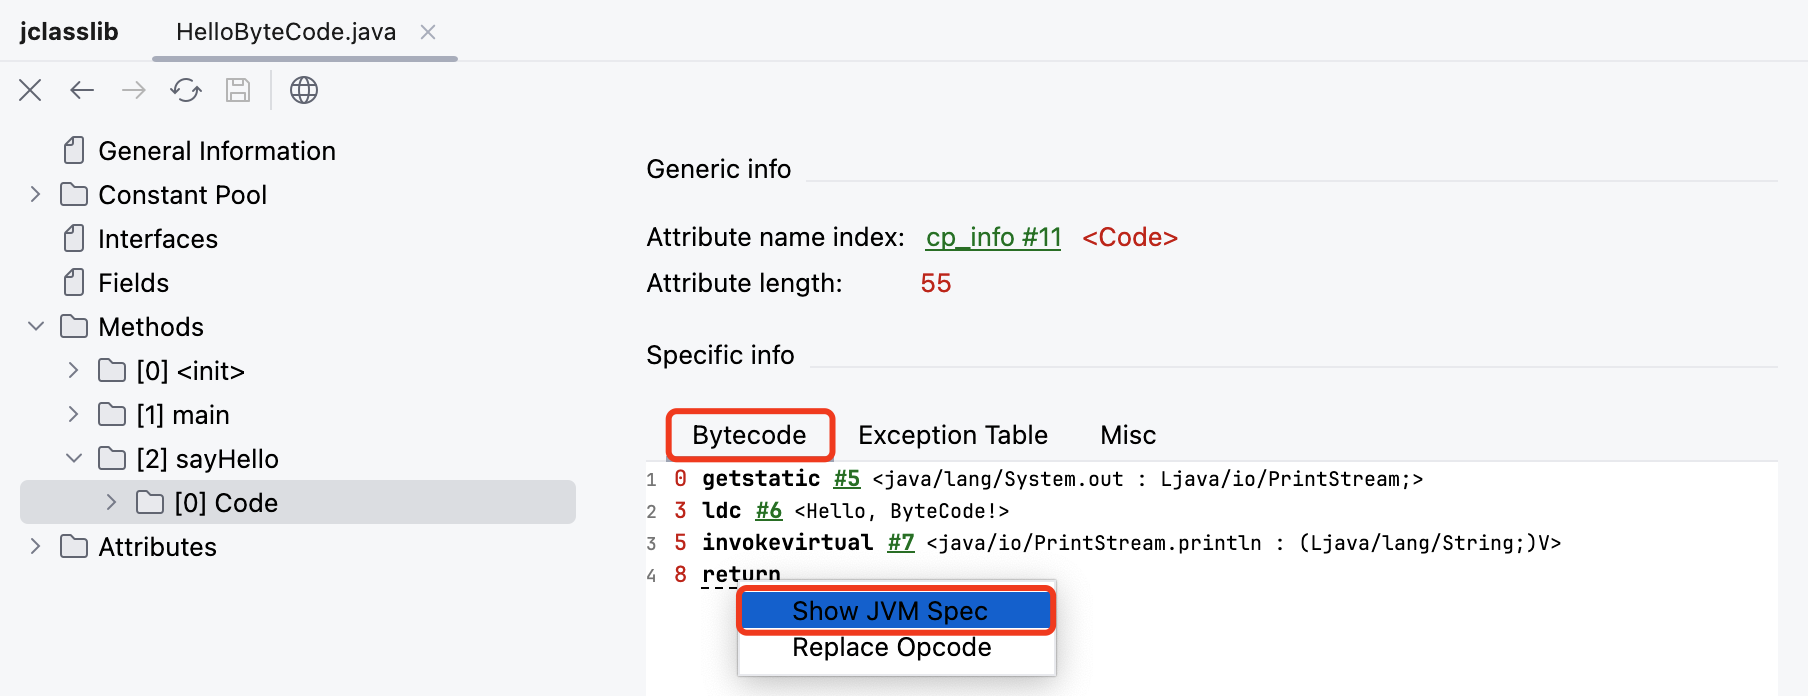 jclasslib HelloByteCode.java
General Information
Constant Pool
Interfaces
Fields
Methods
[0] <init>
[1] main
[2] sayHello
[0] Code
Attributes
Generic info
Attribute name index: cp_info #11 <Code>
Attribute length: 55
Specific info
Bytecode Exception Table Misc
1 0 getstatic #5 <java/lang/System.out : Ljava/io/PrintStream;>
2 3 ldc #6 <Hello, ByteCode!>
3 5 invokevirtual #7 <java/io/PrintStream.println : (Ljava/lang/String;)V>
4 8 return
Show JVM Spec
Replace Opcode